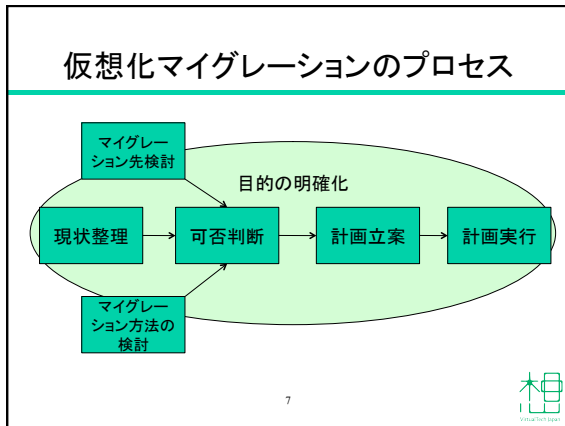 仮想化マイグレーションのプロセス
マイグレー
ション先検討
目的の明確化
現状整理
可否判断
計画立案
計画実行
マイグレー
ション方法の
検討
7
想
VirtualTech Japan